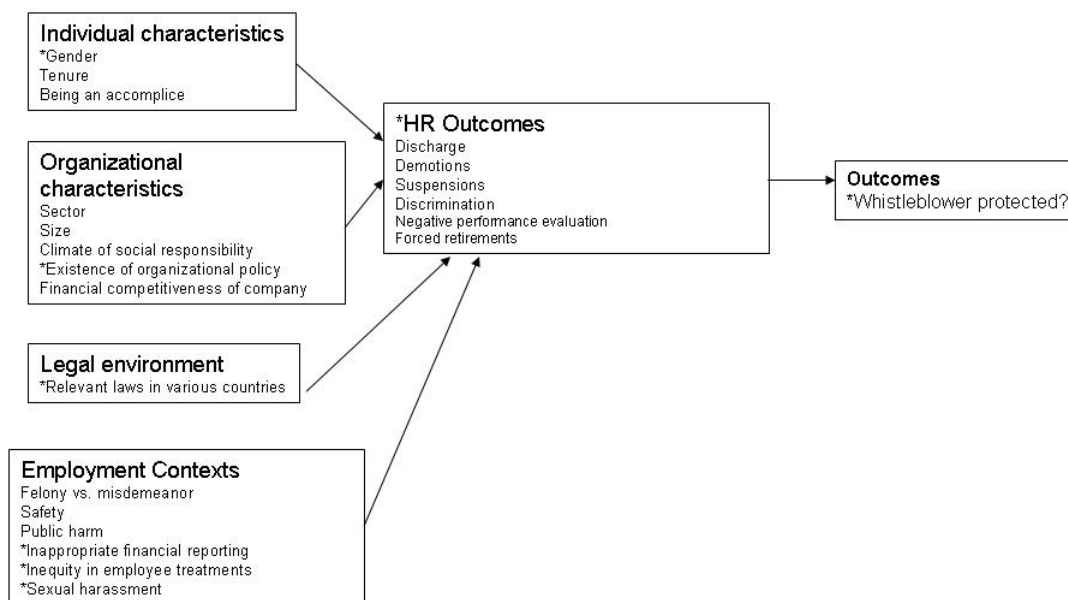 Individual characteristics
*Gender
Tenure
Being an accomplice
Organizational
characteristics
Sector
Size
Climate of social responsibility
*Existence of organizational policy
Financial competitiveness of company
Legal environment
*Relevant laws in various countries
Employment Contexts
Felony vs. misdemeanor
Safety
Public harm
*Inappropriate financial reporting
*Inequity in employee treatments
*Sexual harassment
*HR Outcomes
Discharge
Demotions
Suspensions
Discrimination
Negative performance evaluation
Forced retirements
Outcomes
*Whistleblower protected?